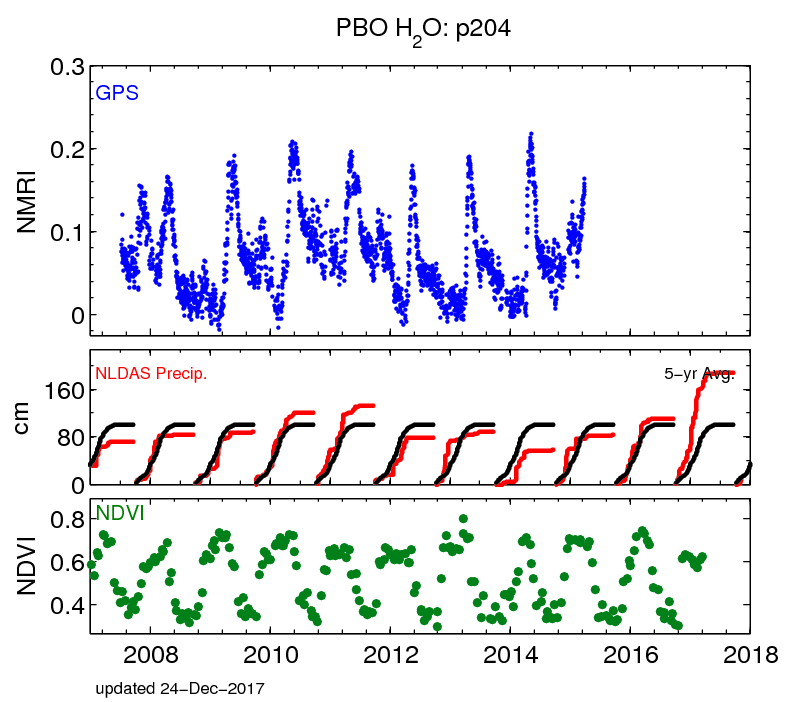 PBO H₂O: p204
0.3
GPS
0.2
NMRI
0.1
0
NLDAS Precip. 5−yr Avg.
160
cm
80
0
NDVI
0.8
NDVI
0.6
0.4
2008 2010 2012 2014 2016 2018
updated 24−Dec−2017